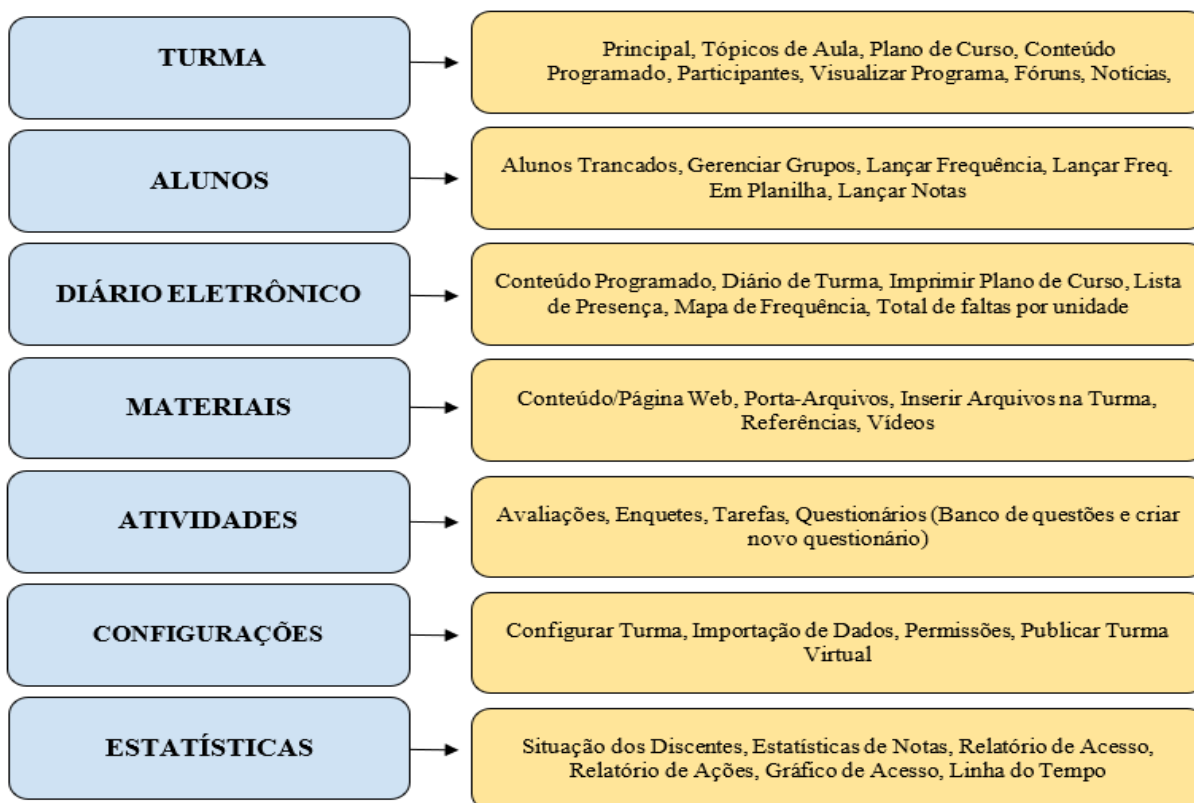 TURMA
Principal, Tópicos de Aula, Plano de Curso, Conteúdo
Programado, Participantes, Visualizar Programa, Fóruns, Notícias,
ALUNOS
Alunos Trancados, Gerenciar Grupos, Lançar Frequência, Lançar Freq.
Em Planilha, Lançar Notas
DIÁRIO ELETRÔNICO
Conteúdo Programado, Diário de Turma, Imprimir Plano de Curso, Lista
de Presença, Mapa de Frequência, Total de faltas por unidade
MATERIAIS
Conteúdo/Página Web, Porta-Arquivos, Inserir Arquivos na Turma,
Referências, Vídeos
ATIVIDADES
Avaliações, Enquetes, Tarefas, Questionários (Banco de questões e criar
novo questionário)
CONFIGURAÇÕES
Configurar Turma, Importação de Dados, Permissões, Publicar Turma
Virtual
ESTATÍSTICAS
Situação dos Discentes, Estatísticas de Notas, Relatório de Acesso,
Relatório de Ações, Gráfico de Acesso, Linha do Tempo